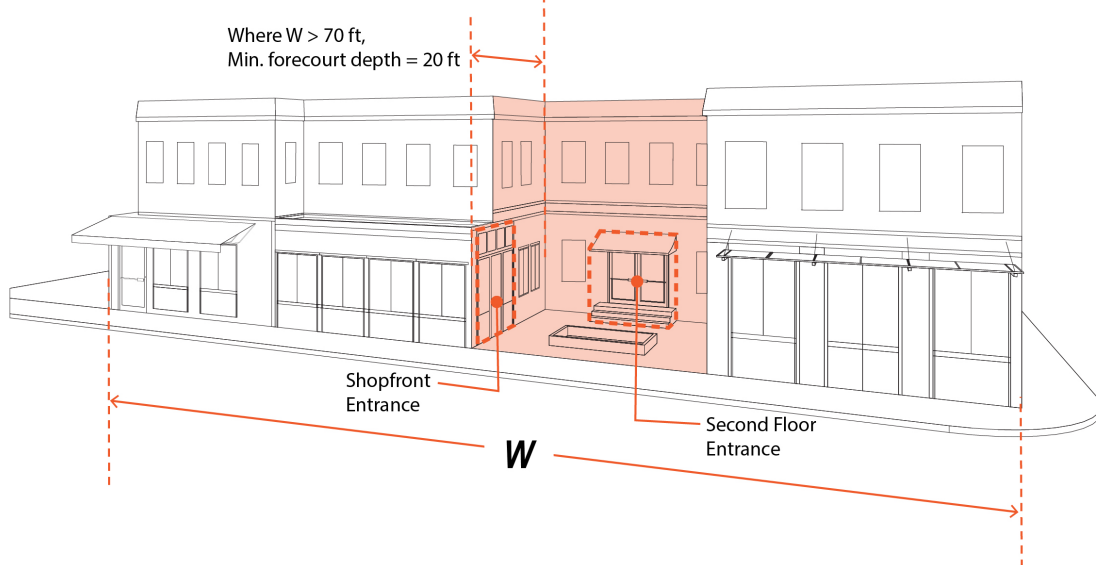 Where W > 70 ft,
Min. forecourt depth = 20 ft
Shopfront
Entrance
Second Floor
Entrance
W